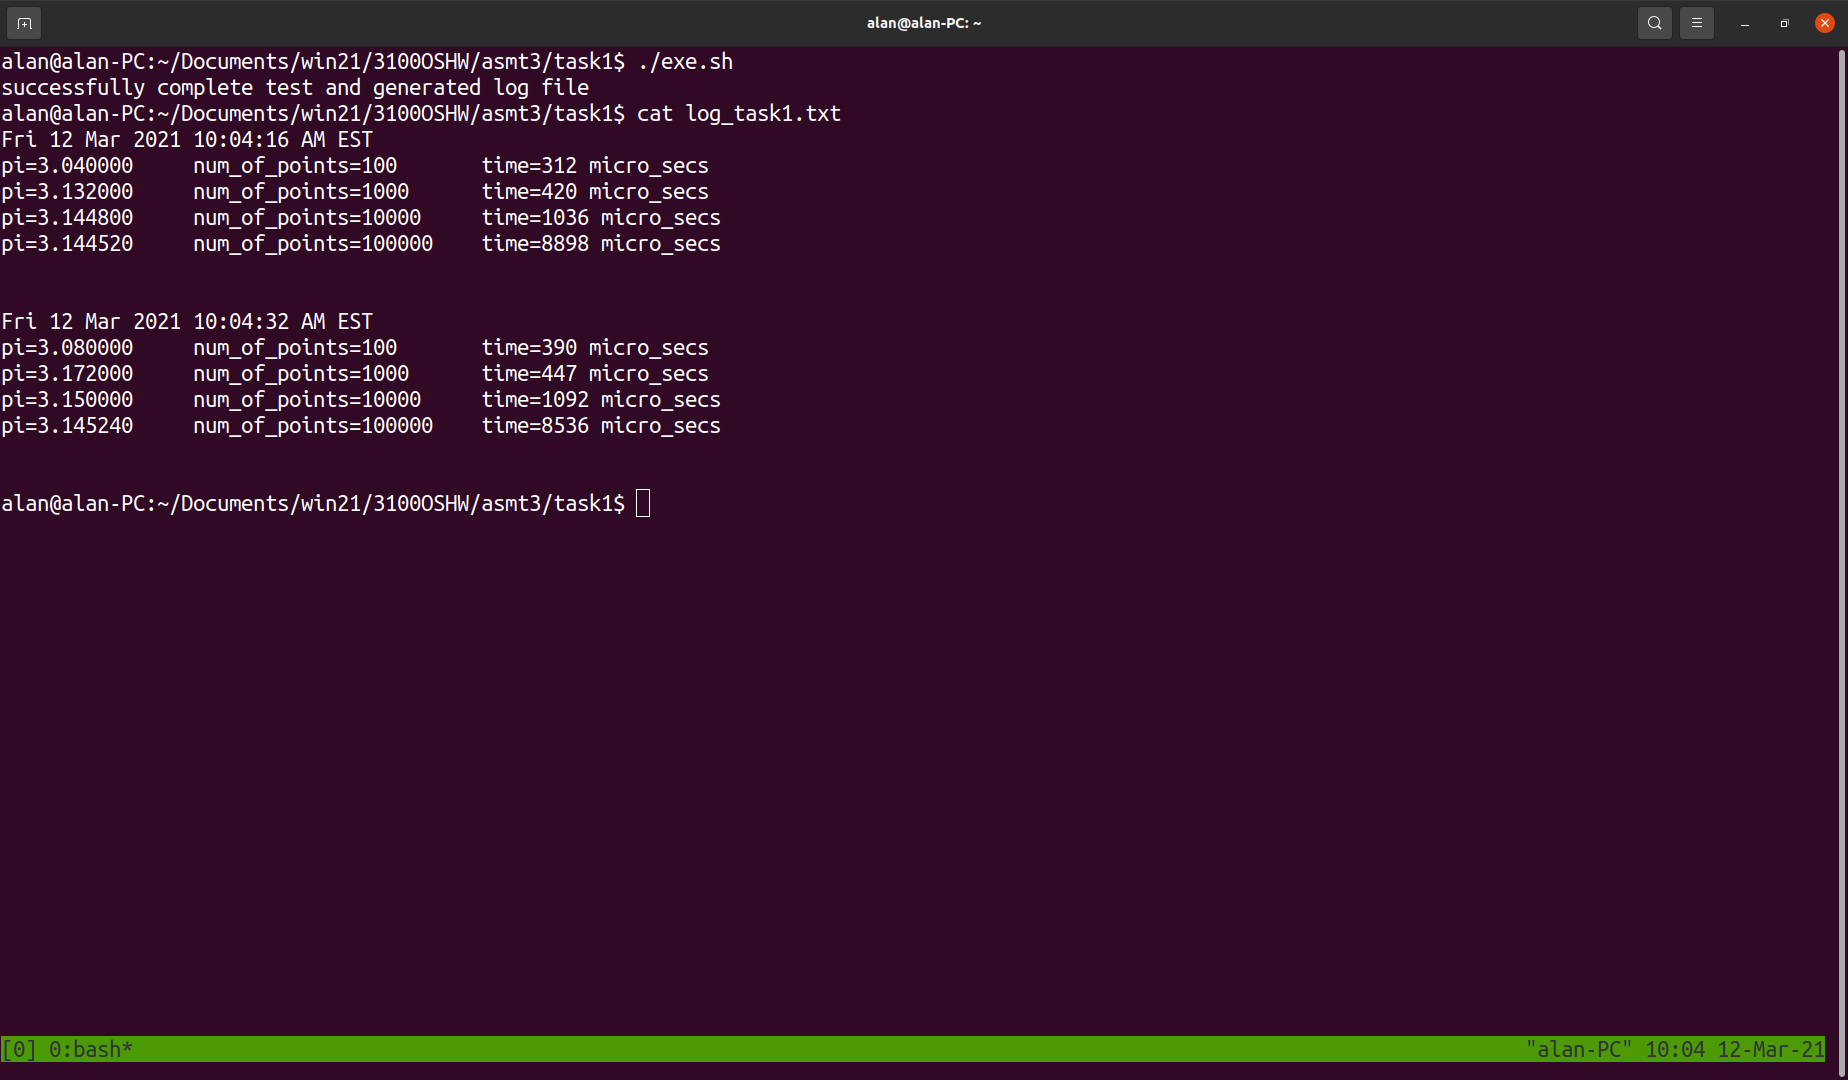 alan@alan-PC: ~
alan@alan-PC:~/Documents/win21/3100OSHW/asmt3/task1$ ./exe.sh
successfully complete test and generated log file
alan@alan-PC:~/Documents/win21/3100OSHW/asmt3/task1$ cat log_task1.txt
Fri 12 Mar 2021 10:04:16 AM EST
pi=3.040000     num_of_points=100       time=312 micro_secs
pi=3.132000     num_of_points=1000      time=420 micro_secs
pi=3.144800     num_of_points=10000     time=1036 micro_secs
pi=3.144520     num_of_points=100000    time=8898 micro_secs
Fri 12 Mar 2021 10:04:32 AM EST
pi=3.080000     num_of_points=100       time=390 micro_secs
pi=3.172000     num_of_points=1000      time=447 micro_secs
pi=3.150000     num_of_points=10000     time=1092 micro_secs
pi=3.145240     num_of_points=100000    time=8536 micro_secs
alan@alan-PC:~/Documents/win21/3100OSHW/asmt3/task1$
[0] 0:bash* "alan-PC" 10:04 12-Mar-21